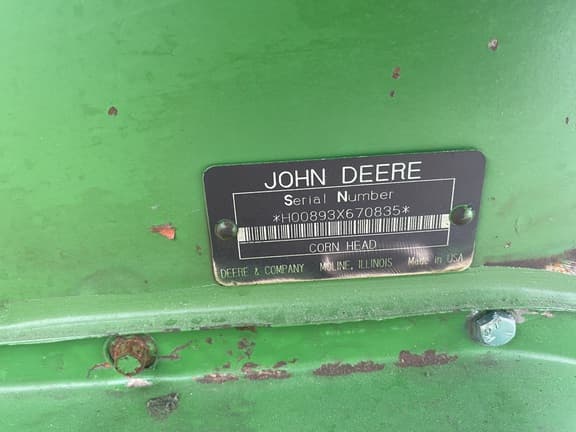 JOHN DEERE
Serial Number
*H00893X670835*
CORN HEAD
DEERE & COMPANY MOLINE, ILLINOIS Made in USA